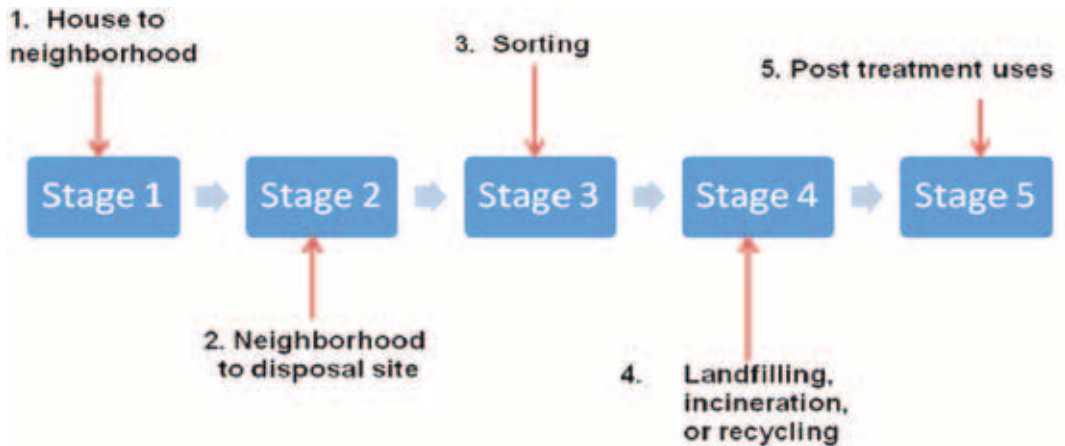 1. House to
neighborhood
3. Sorting
5. Post treatment uses
Stage 1
Stage 2
Stage 3
Stage 4
Stage 5
2. Neighborhood
to disposal site
4. Landfilling,
incineration,
or recycling